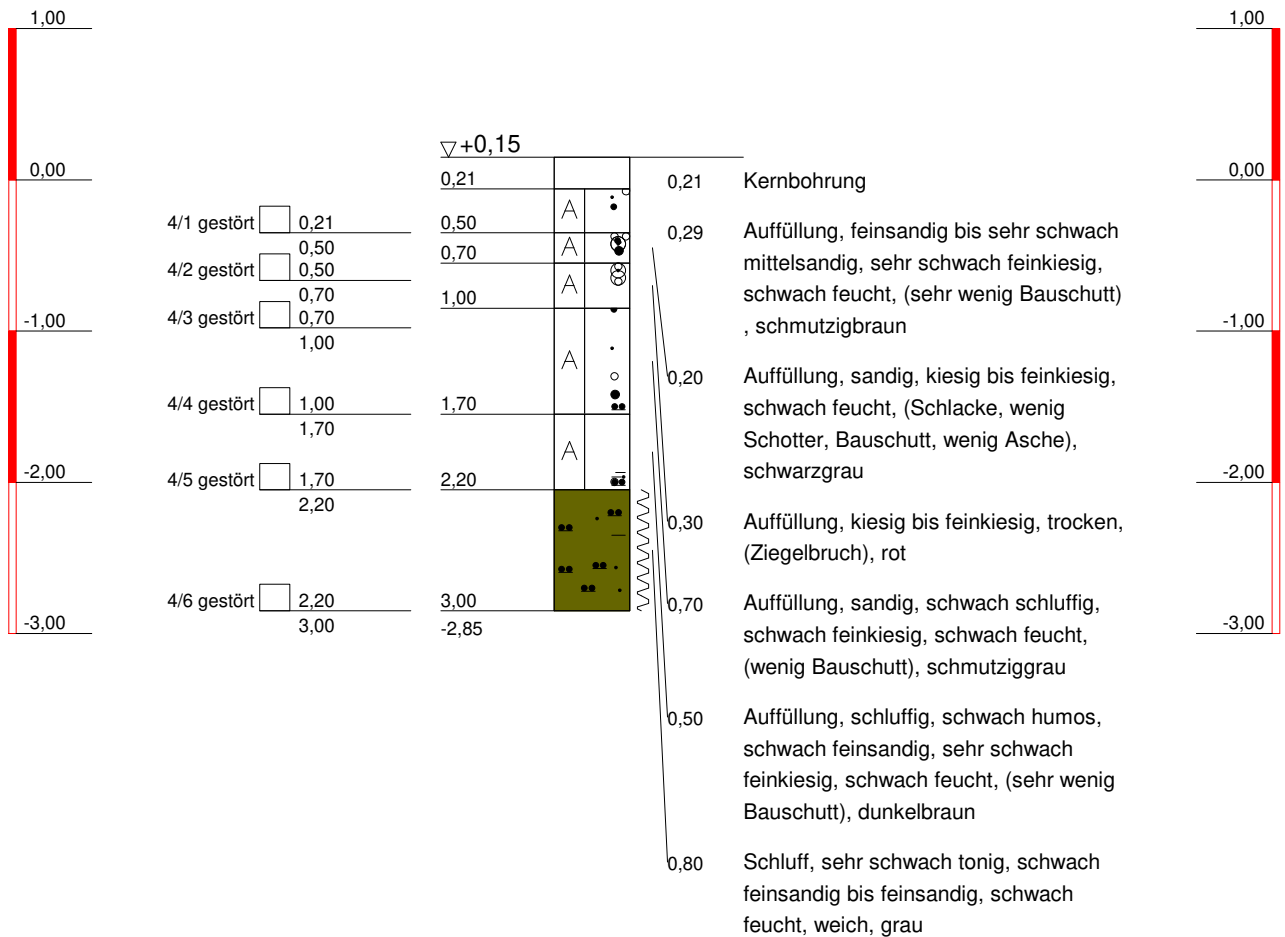 1,00
0,00
-1,00
-2,00
-3,00
4/1 gestört 0,21
0,50
4/2 gestört 0,50
0,70
4/3 gestört 0,70
1,00
4/4 gestört 1,00
1,70
4/5 gestört 1,70
2,20
4/6 gestört 2,20
3,00
+0,15
0,21
0,50
0,70
1,00
1,70
2,20
3,00
-2,85
A
A
A
A
A
0,21 Kernbohrung
0,29 Auffüllung, feinsandig bis sehr schwach
mittelsandig, sehr schwach feinkiesig,
schwach feucht, (sehr wenig Bauschutt)
, schmutzigbraun
0,20 Auffüllung, sandig, kiesig bis feinkiesig,
schwach feucht, (Schlacke, wenig
Schotter, Bauschutt, wenig Asche),
schwarzgrau
0,30 Auffüllung, kiesig bis feinkiesig, trocken,
(Ziegelbruch), rot
0,70 Auffüllung, sandig, schwach schluffig,
schwach feinkiesig, schwach feucht,
(wenig Bauschutt), schmutziggrau
0,50 Auffüllung, schluffig, schwach humos,
schwach feinsandig, sehr schwach
feinkiesig, schwach feucht, (sehr wenig
Bauschutt), dunkelbraun
0,80 Schluff, sehr schwach tonig, schwach
feinsandig bis feinsandig, schwach
feucht, weich, grau
1,00
0,00
-1,00
-2,00
-3,00